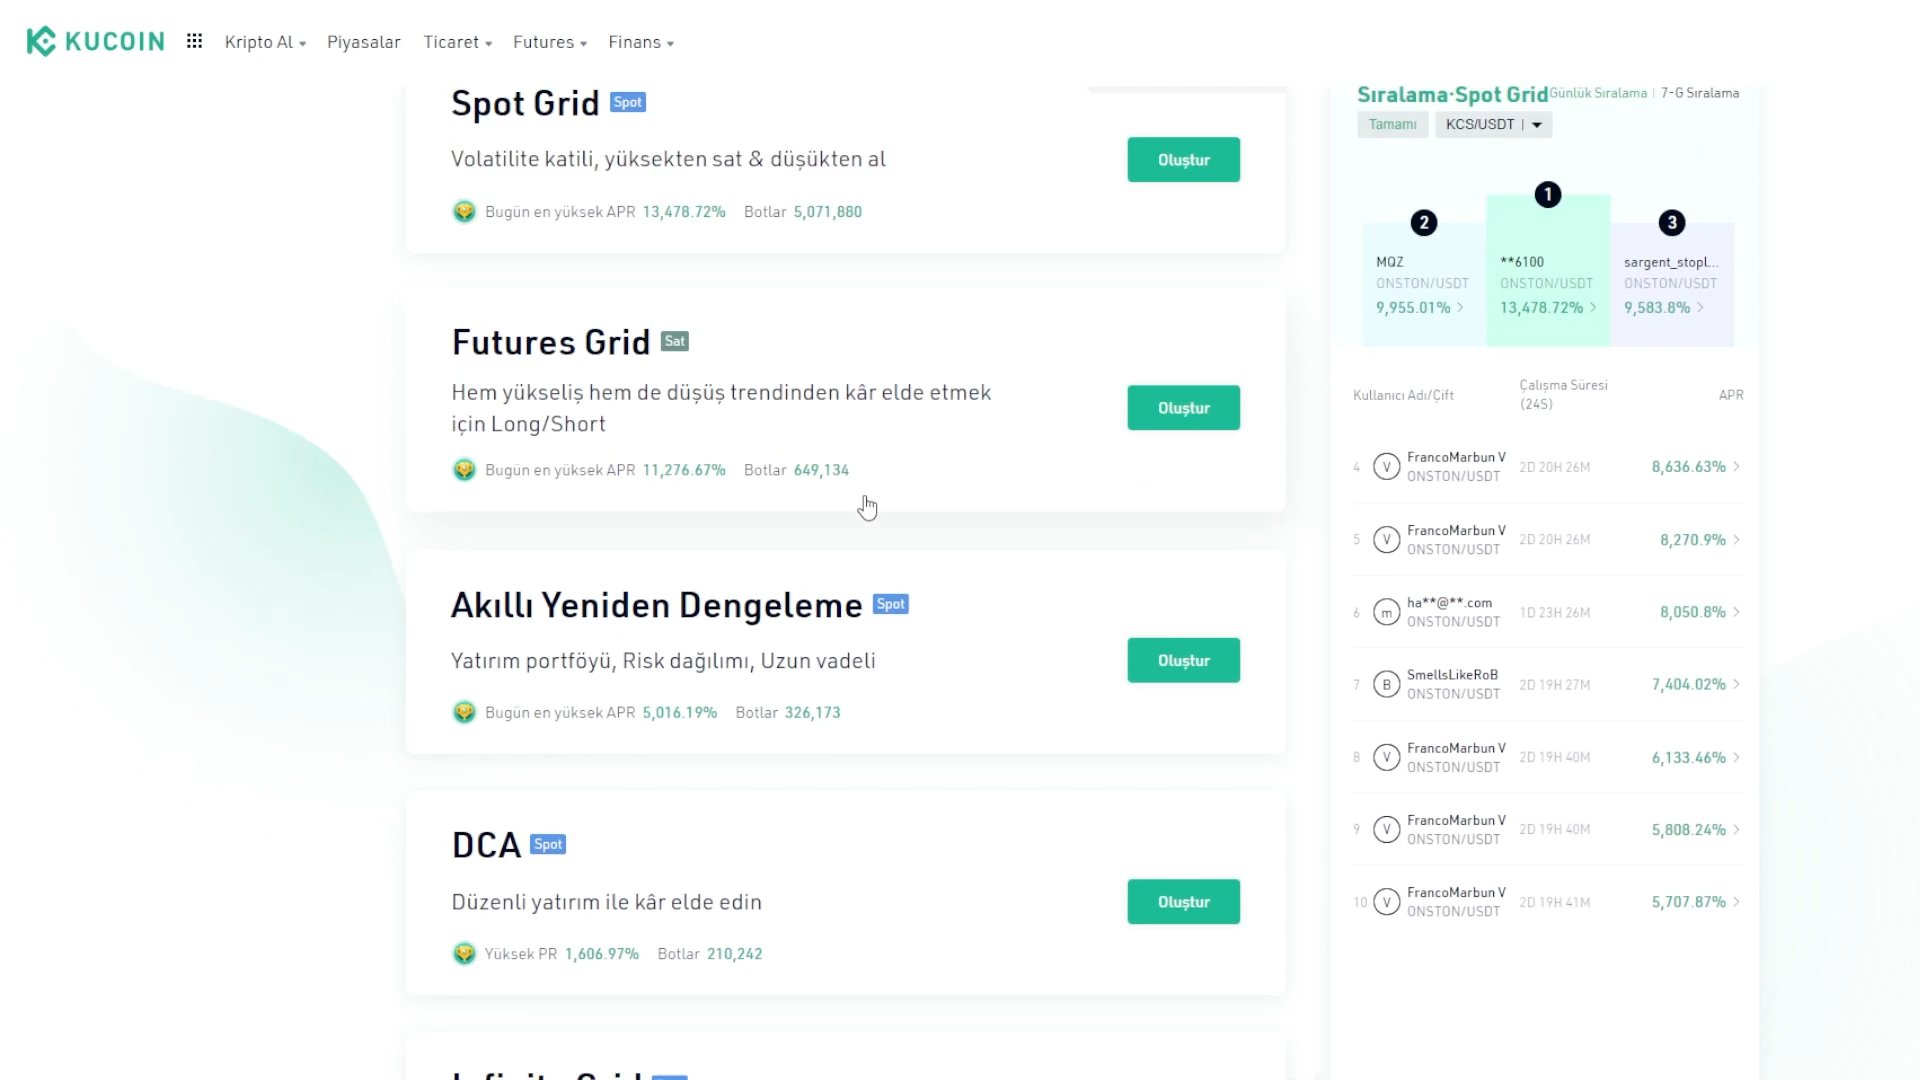 KUCOIN
Kripto Al
Piyasalar
Ticaret
Futures
Finans
Spot Grid Spot
Volatilite katili, yüksekten sat & düşükten al
Bugün en yüksek APR 13,478.72% Botlar 5,071,880
Oluştur
Futures Grid Sat
Hem yükseliş hem de düşüş trendinden kâr elde etmek
için Long/Short
Bugün en yüksek APR 11,276.67% Botlar 649,134
Oluştur
Akıllı Yeniden Dengeleme Spot
Yatırım portföyü, Risk dağılımı, Uzun vadeli
Bugün en yüksek APR 5,016.19% Botlar 326,173
Oluştur
DCA Spot
Düzenli yatırım ile kâr elde edin
Yüksek PR 1,606.97% Botlar 210,242
Oluştur
Sıralama·Spot Grid Günlük Sıralama | 7-G Sıralama
Tamamı KCS/USDT |
2
MQZ
ONSTON/USDT
9,955.01%
1
**6100
ONSTON/USDT
13,478.72%
3
sargent_stopl...
ONSTON/USDT
9,583.8%
Kullanıcı Adı/Çift
Çalışma Süresi
(24S)
APR
4 V FrancoMarbun V 2D 20H 26M 8,636.63%
ONSTON/USDT
5 V FrancoMarbun V 2D 20H 26M 8,270.9%
ONSTON/USDT
6 m ha**@**.com 1D 23H 26M 8,050.8%
ONSTON/USDT
7 B SmellsLikeRoB 2D 19H 27M 7,404.02%
ONSTON/USDT
8 V FrancoMarbun V 2D 19H 40M 6,133.46%
ONSTON/USDT
9 V FrancoMarbun V 2D 19H 40M 5,808.24%
ONSTON/USDT
10 V FrancoMarbun V 2D 19H 41M 5,707.87%
ONSTON/USDT